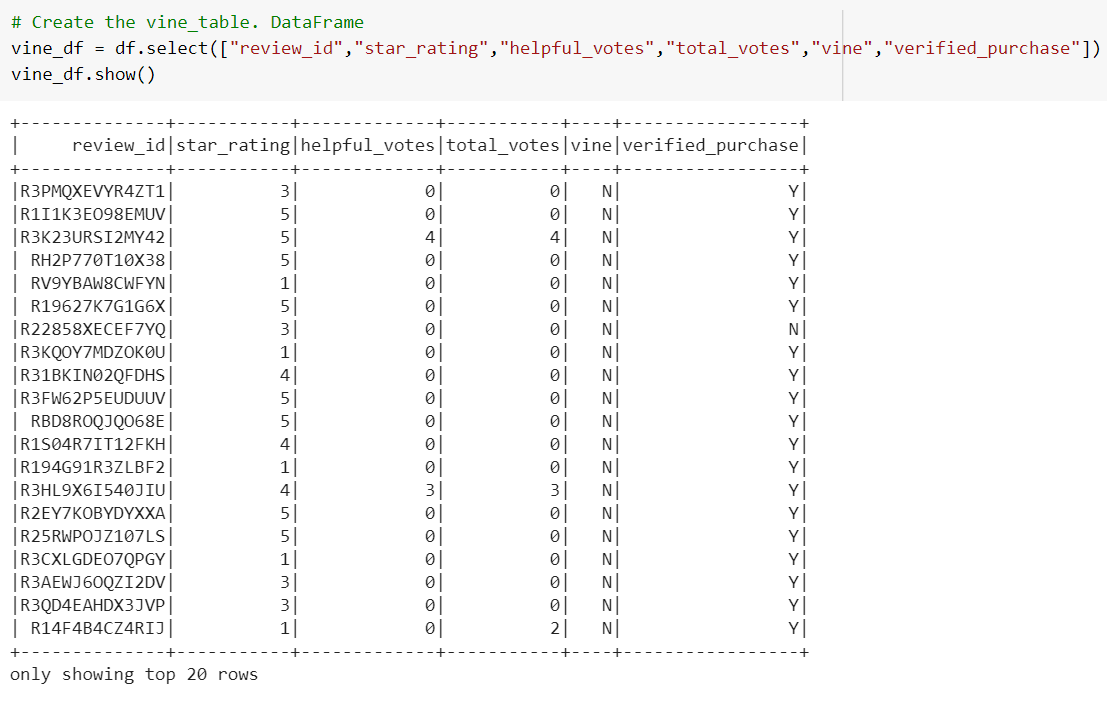 # Create the vine_table. DataFrame
vine_df = df.select(["review_id","star_rating","helpful_votes","total_votes","vine","verified_purchase"])
vine_df.show()
+--------------+-----------+-------------+-----------+----+-----------------+
|     review_id|star_rating|helpful_votes|total_votes|vine|verified_purchase|
+--------------+-----------+-------------+-----------+----+-----------------+
|R3PMQXEVYR4ZT1|          3|            0|          0|   N|                Y|
|R1I1K3EO98EMUV|          5|            0|          0|   N|                Y|
|R3K23URSI2MY42|          5|            4|          4|   N|                Y|
| RH2P770T10X38|          5|            0|          0|   N|                Y|
| RV9YBAW8CWFYN|          1|            0|          0|   N|                Y|
| R19627K7G1G6X|          5|            0|          0|   N|                Y|
|R22858XECEF7YQ|          3|            0|          0|   N|                N|
|R3KQOY7MDZOK0U|          1|            0|          0|   N|                Y|
|R31BKIN02QFDHS|          4|            0|          0|   N|                Y|
|R3FW62P5EUDUUV|          5|            0|          0|   N|                Y|
| RBD8ROQJQO68E|          5|            0|          0|   N|                Y|
|R1S04R7IT12FKH|          4|            0|          0|   N|                Y|
|R194G91R3ZLBF2|          1|            0|          0|   N|                Y|
|R3HL9X6I540JIU|          4|            3|          3|   N|                Y|
|R2EY7KOBYDYXXA|          5|            0|          0|   N|                Y|
|R25RWPOJZ107LS|          5|            0|          0|   N|                Y|
|R3CXLGDEO7QPGY|          1|            0|          0|   N|                Y|
|R3AEWJ6OQZI2DV|          3|            0|          0|   N|                Y|
|R3QD4EAHDX3JVP|          3|            0|          0|   N|                Y|
| R14F4B4CZ4RIJ|          1|            0|          2|   N|                Y|
+--------------+-----------+-------------+-----------+----+-----------------+
only showing top 20 rows